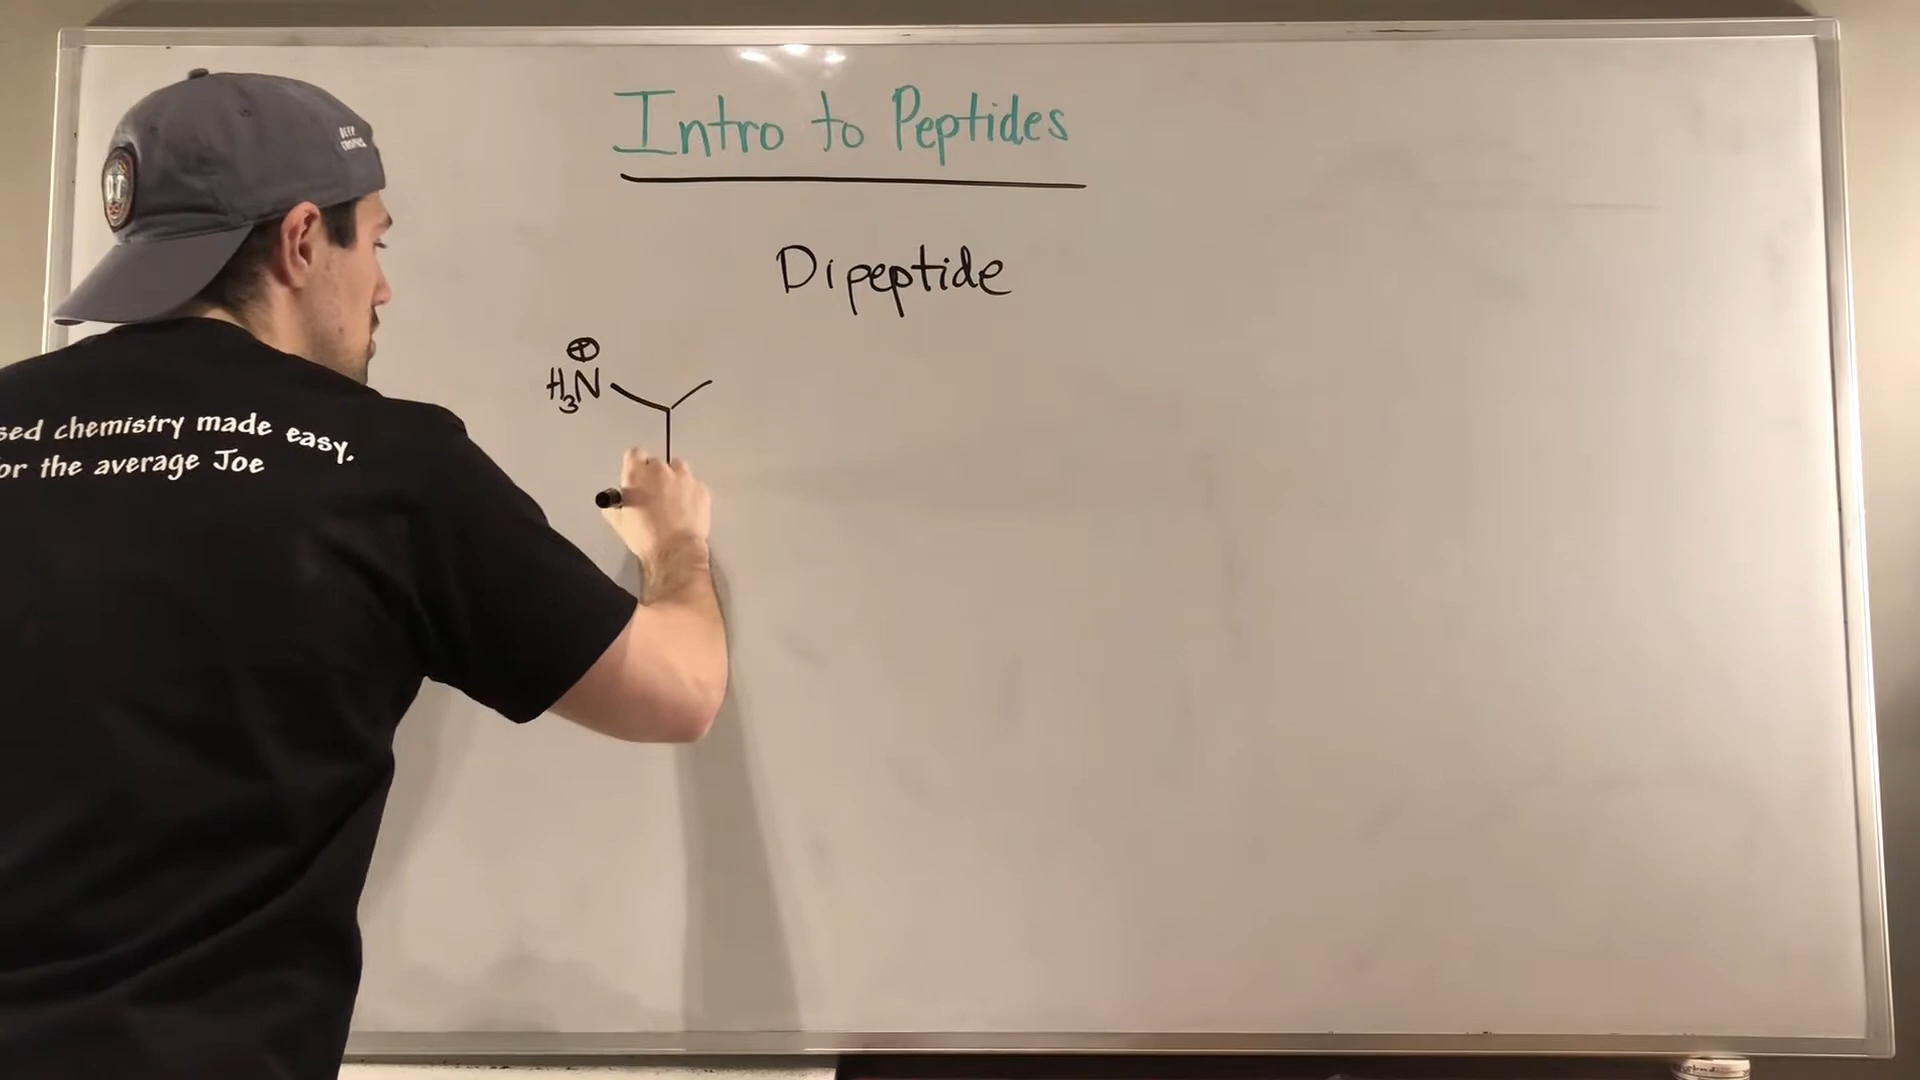 Intro to Peptides
Dipeptide
⊕
H₃N
sed chemistry made easy.
or the average Joe